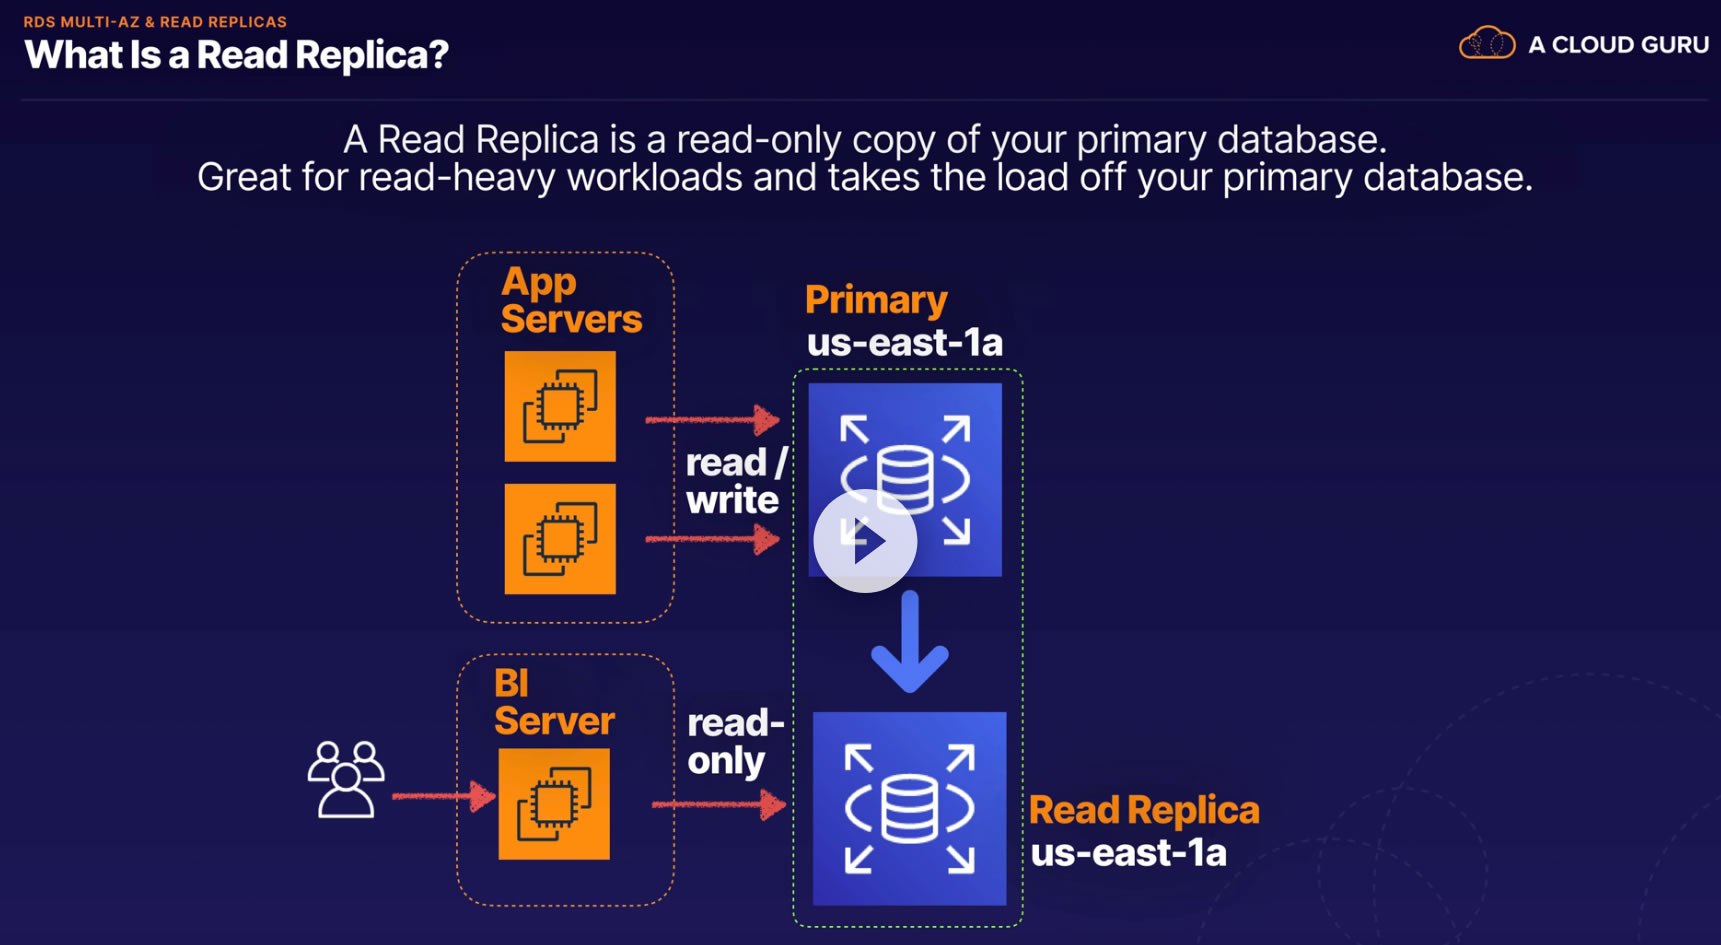 RDS MULTI-AZ & READ REPLICAS
What Is a Read Replica?
A CLOUD GURU
A Read Replica is a read-only copy of your primary database.
Great for read-heavy workloads and takes the load off your primary database.
App
Servers
Primary
us-east-1a
read /
write
BI
Server
read-
only
Read Replica
us-east-1a